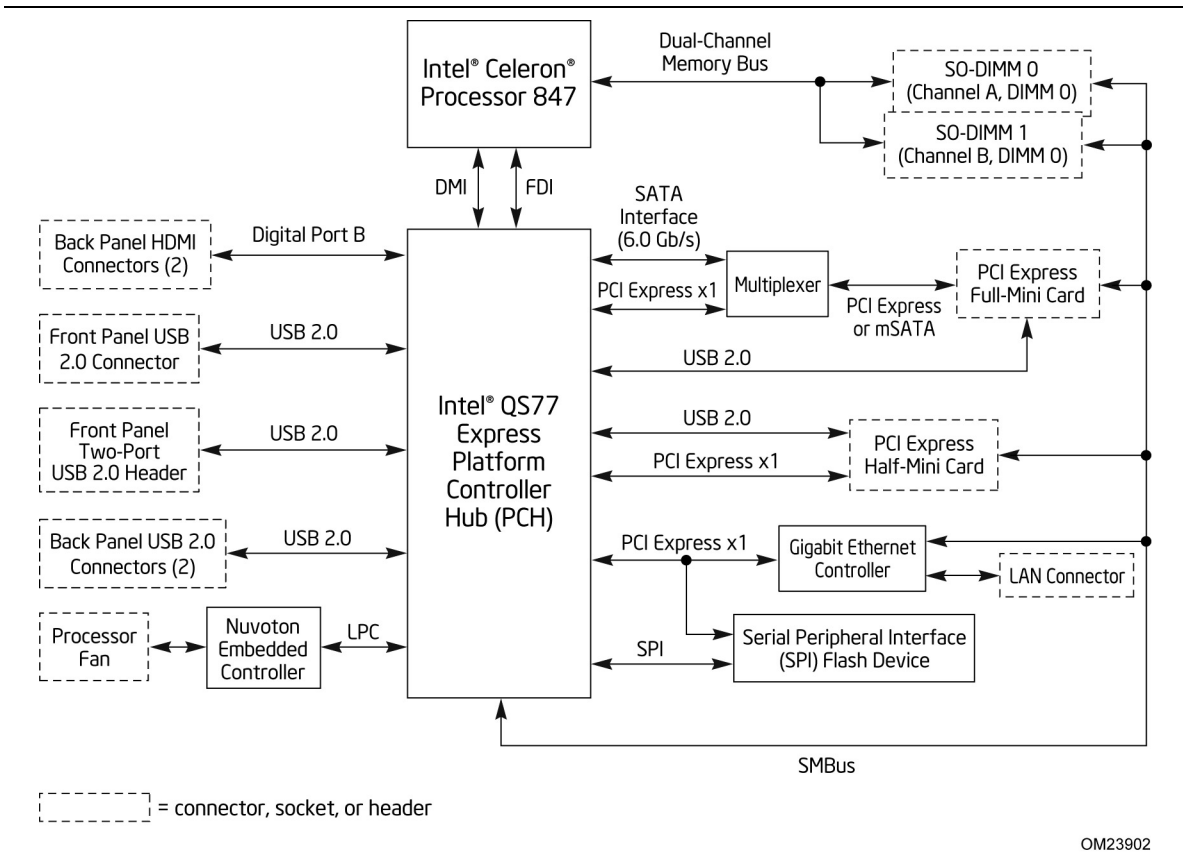 Intel® Celeron®
Processor 847
Dual-Channel
Memory Bus
SO-DIMM 0
(Channel A, DIMM 0)
SO-DIMM 1
(Channel B, DIMM 0)
DMI
FDI
Back Panel HDMI
Connectors (2)
Digital Port B
SATA
Interface
(6.0 Gb/s)
PCI Express x1
Multiplexer
PCI Express
or mSATA
PCI Express
Full-Mini Card
Front Panel USB
2.0 Connector
USB 2.0
USB 2.0
Intel® QS77
Express
Platform
Controller
Hub (PCH)
Front Panel
Two-Port
USB 2.0 Header
USB 2.0
USB 2.0
PCI Express x1
PCI Express
Half-Mini Card
Back Panel USB 2.0
Connectors (2)
USB 2.0
PCI Express x1
Gigabit Ethernet
Controller
LAN Connector
Processor
Fan
Nuvoton
Embedded
Controller
LPC
SPI
Serial Peripheral Interface
(SPI) Flash Device
SMBus
= connector, socket, or header
OM23902